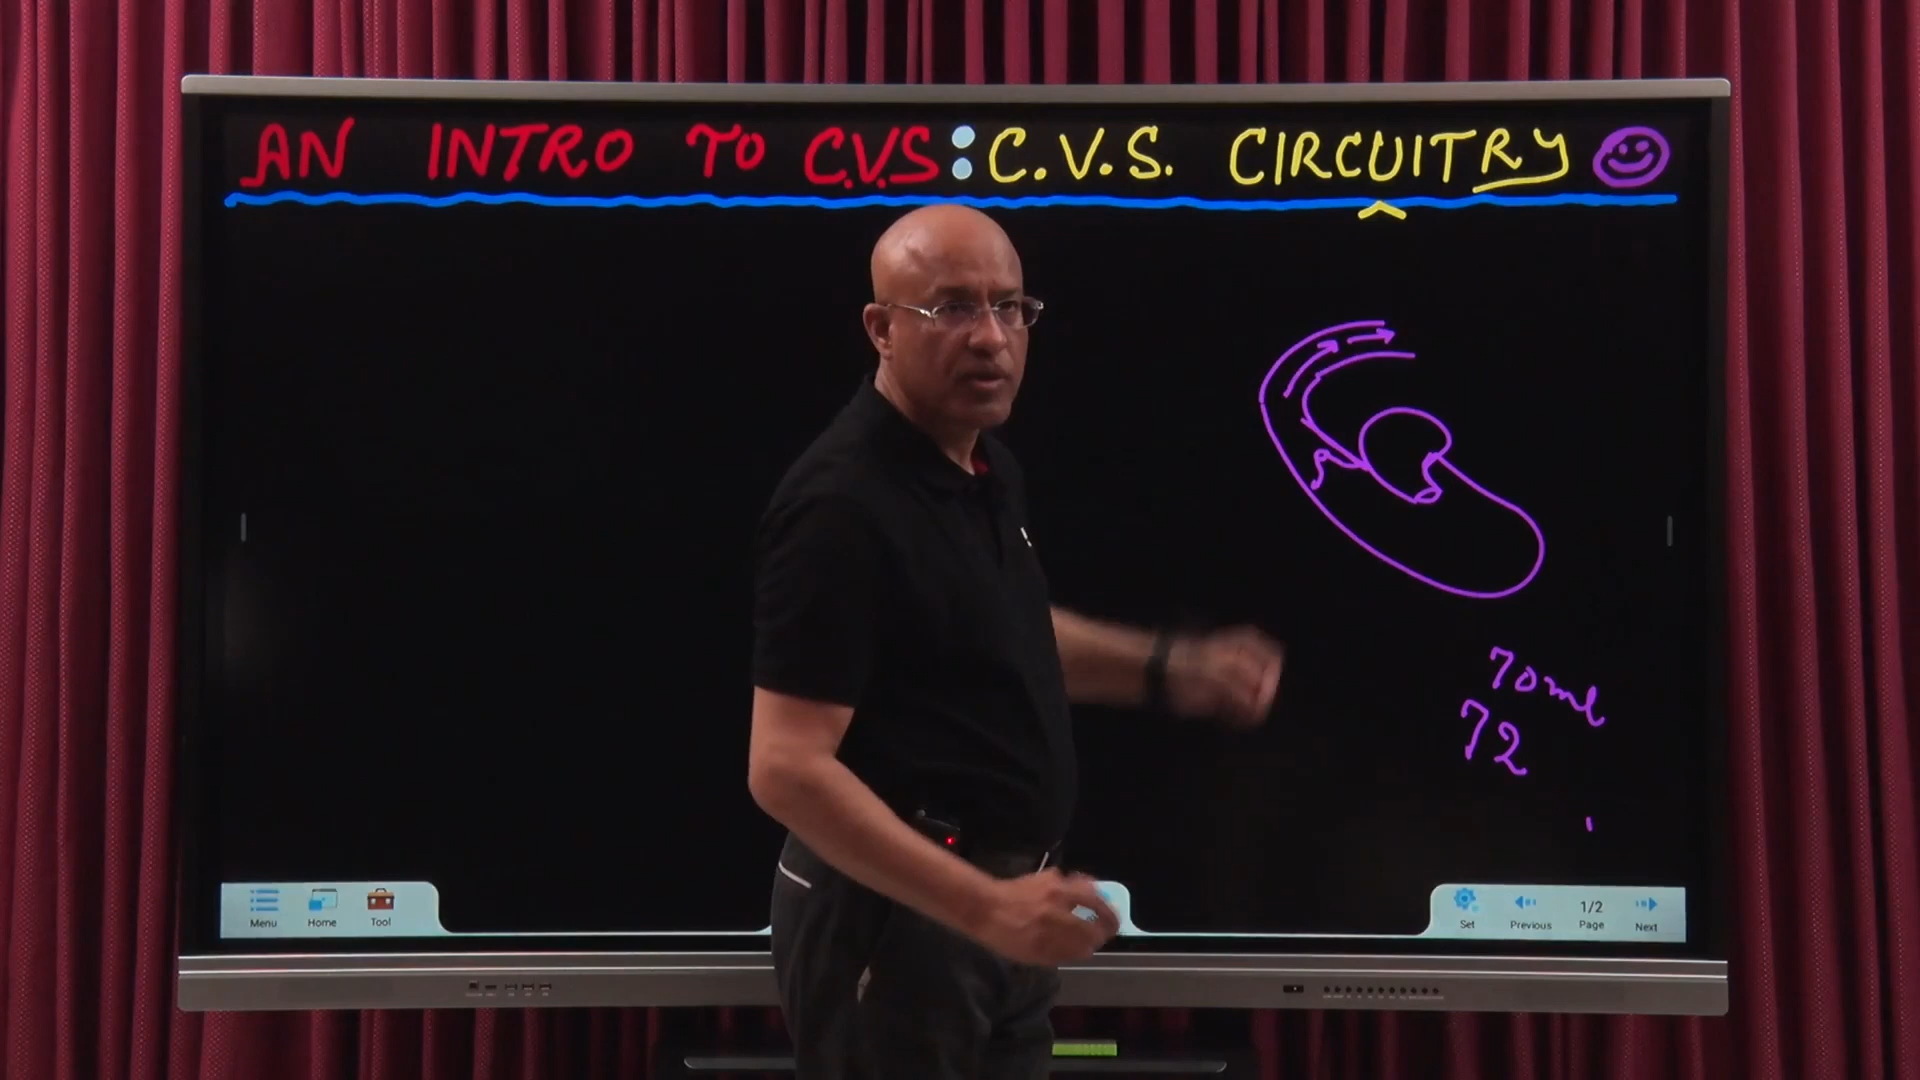 AN INTRO TO C.V.S : C.V.S. CIRCUITRY
70ml
72
Menu Home Tool
Set Previous 1/2 Page Next